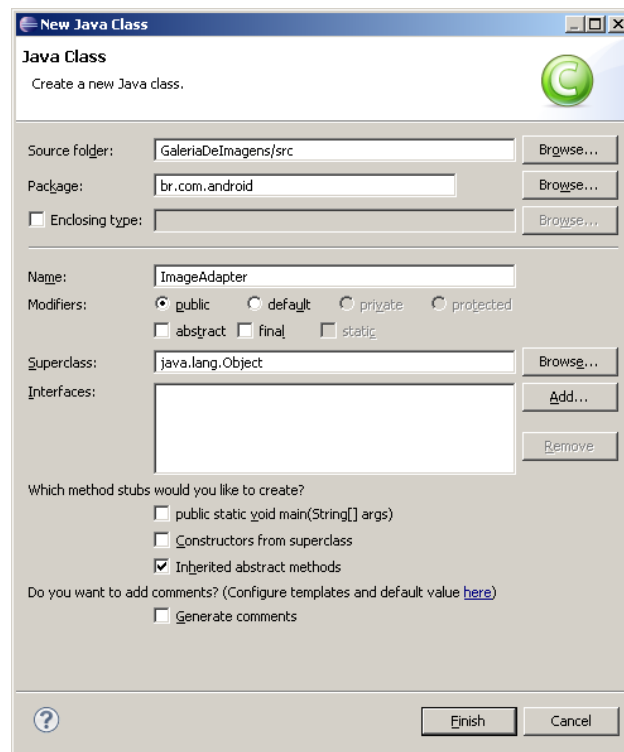 New Java Class
Java Class
Create a new Java class.
Source folder: GaleriaDeImagens/src Browse...
Package: br.com.android Browse...
Enclosing type: Browse...
Name: ImageAdapter
Modifiers: public default private protected
abstract final static
Superclass: java.lang.Object Browse...
Interfaces: Add...
Remove
Which method stubs would you like to create?
public static void main(String[] args)
Constructors from superclass
Inherited abstract methods
Do you want to add comments? (Configure templates and default value here)
Generate comments
? Finish Cancel